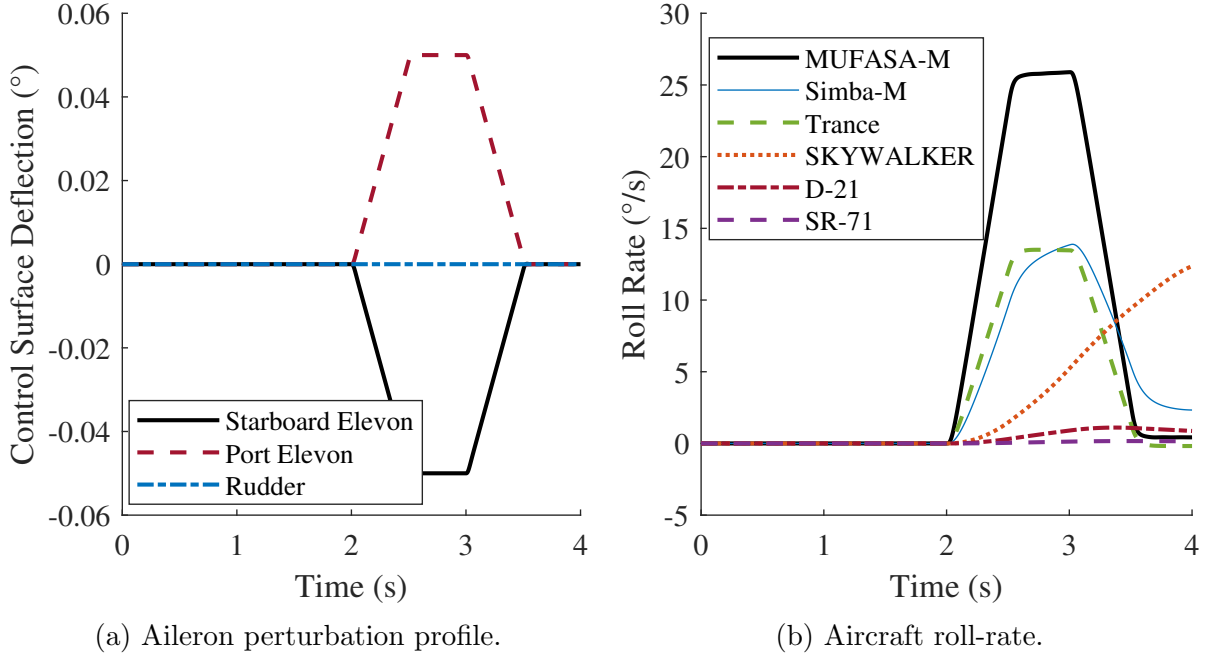 0.06
0.04
0.02
0
-0.02
-0.04
-0.06
Control Surface Deflection (°)
Starboard Elevon
Port Elevon
Rudder
0 1 2 3 4
Time (s)
(a) Aileron perturbation profile.
30
25
20
15
10
5
0
-5
Roll Rate (°/s)
MUFASA-M
Simba-M
Trance
SKYWALKER
D-21
SR-71
0 1 2 3 4
Time (s)
(b) Aircraft roll-rate.